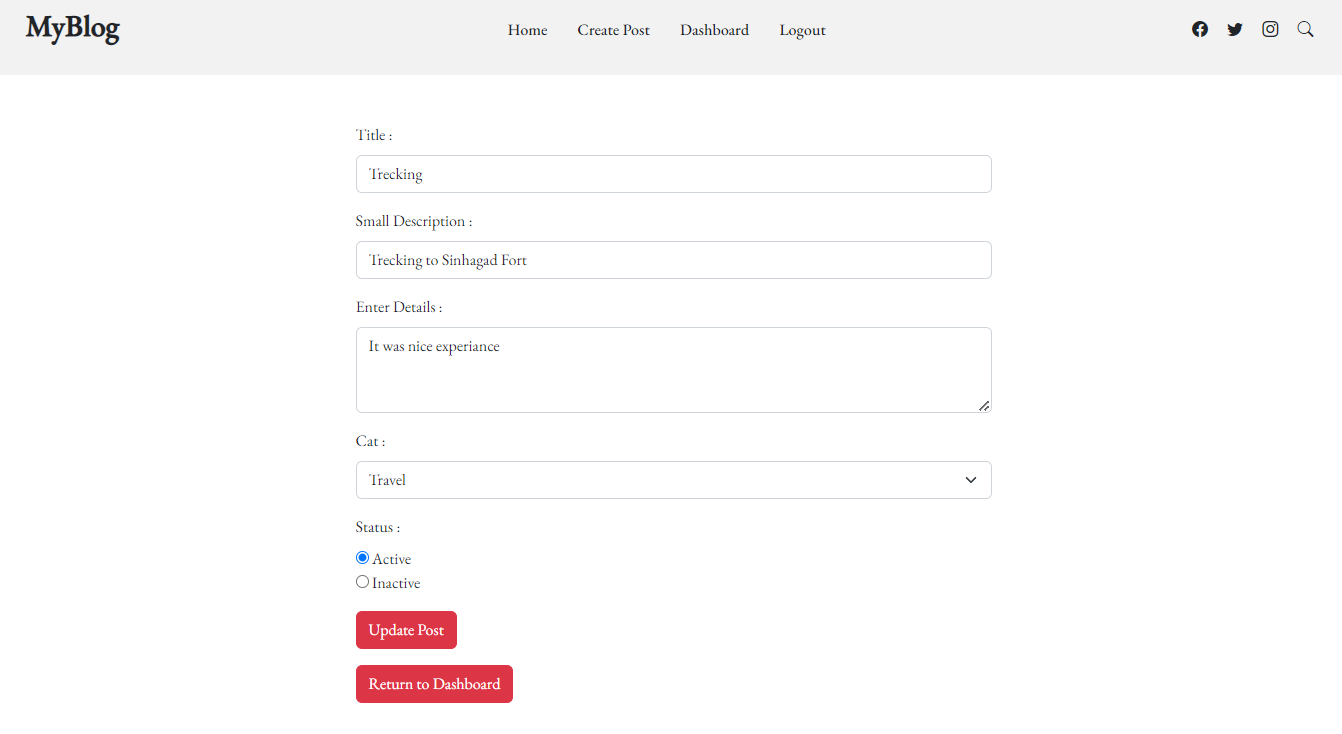 MyBlog
Home Create Post Dashboard Logout
Title :
Trecking
Small Description :
Trecking to Sinhagad Fort
Enter Details :
It was nice experiance
Cat :
Travel
Status :
Active
Inactive
Update Post
Return to Dashboard